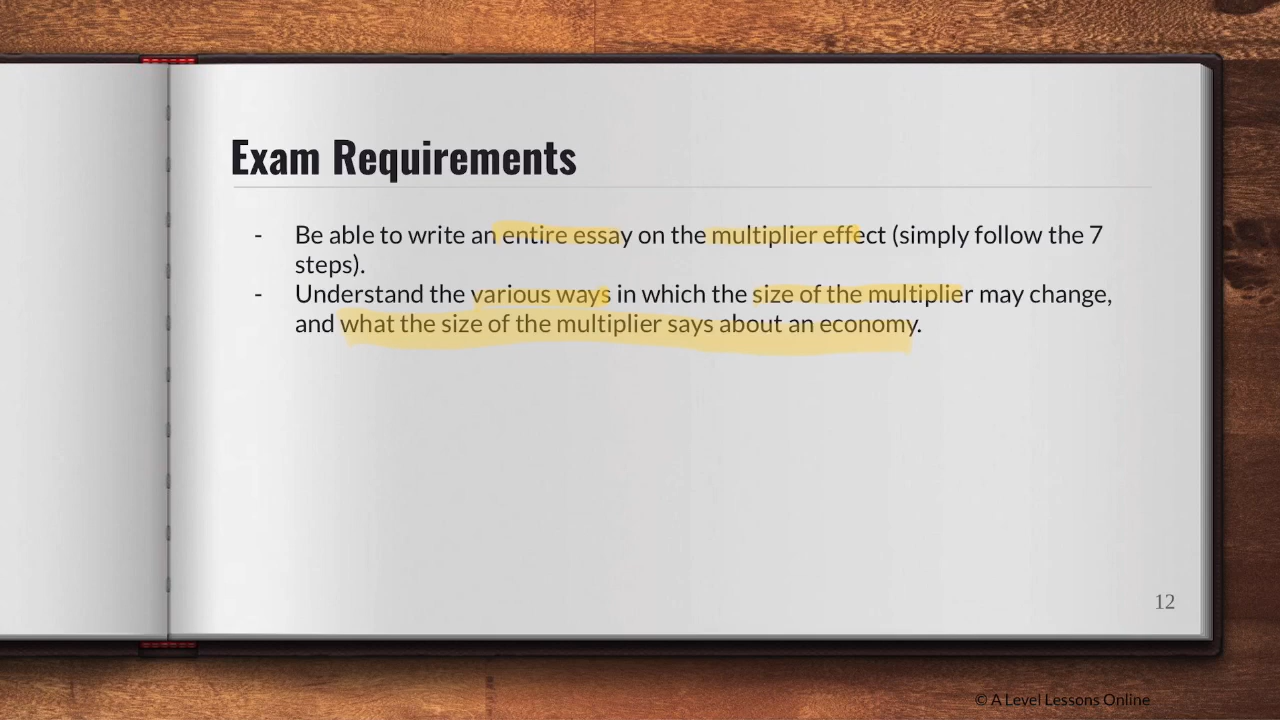 Exam Requirements
- Be able to write an entire essay on the multiplier effect (simply follow the 7
steps).
- Understand the various ways in which the size of the multiplier may change,
and what the size of the multiplier says about an economy.
12
© A Level Lessons Online